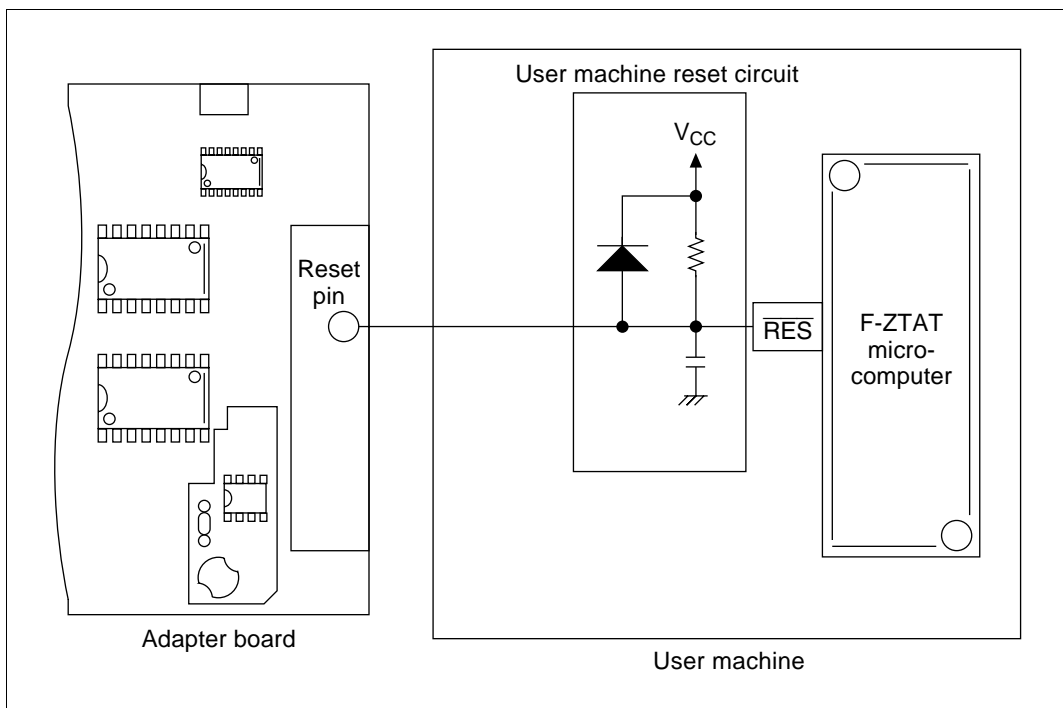 User machine reset circuit
VCC
Reset
pin
RES
F-ZTAT
micro-
computer
Adapter board
User machine